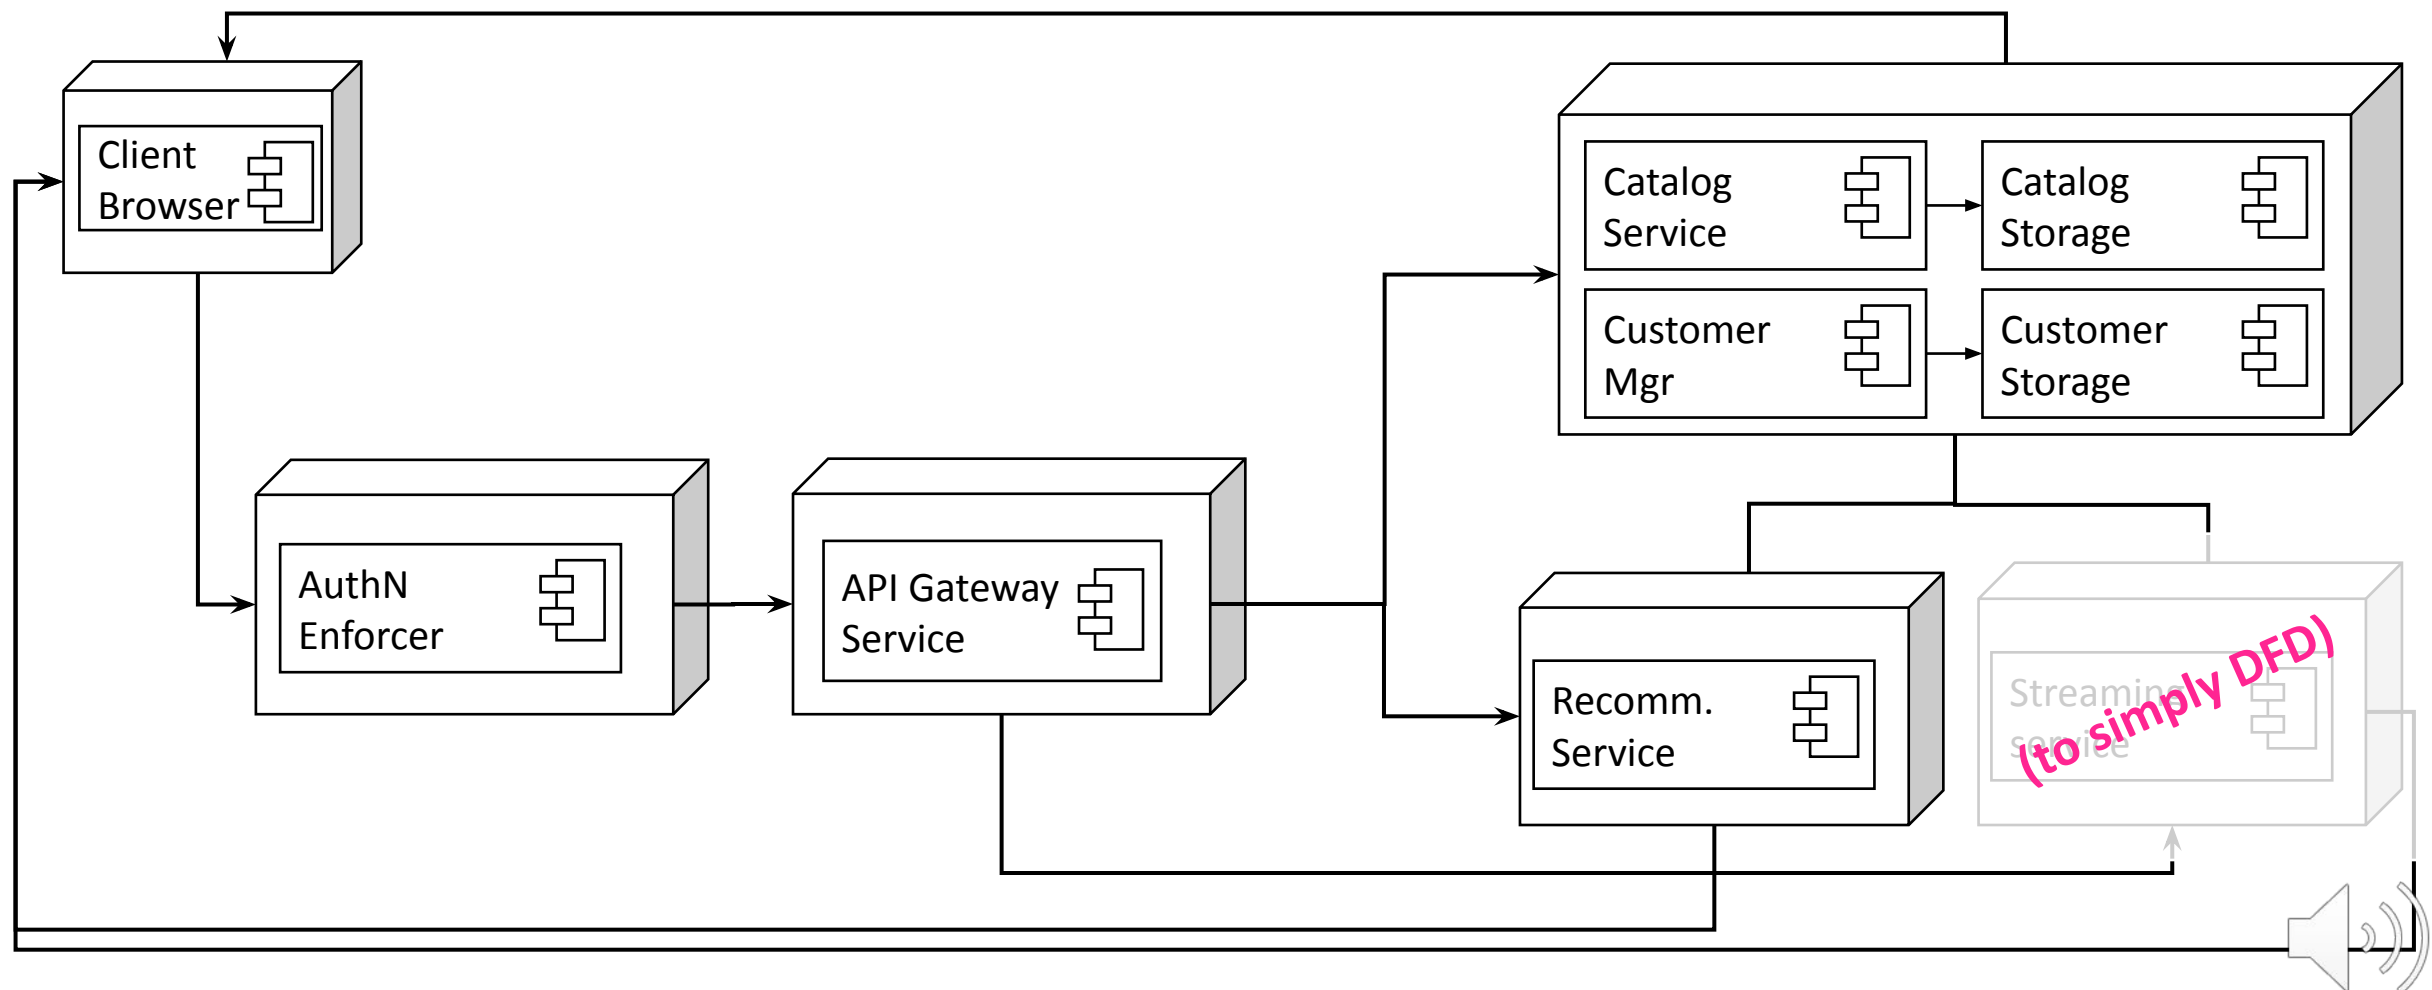 Client
Browser
Catalog
Service
Catalog
Storage
Customer
Mgr
Customer
Storage
AuthN
Enforcer
API Gateway
Service
Recomm.
Service
Streaming
service
(to simply DFD)